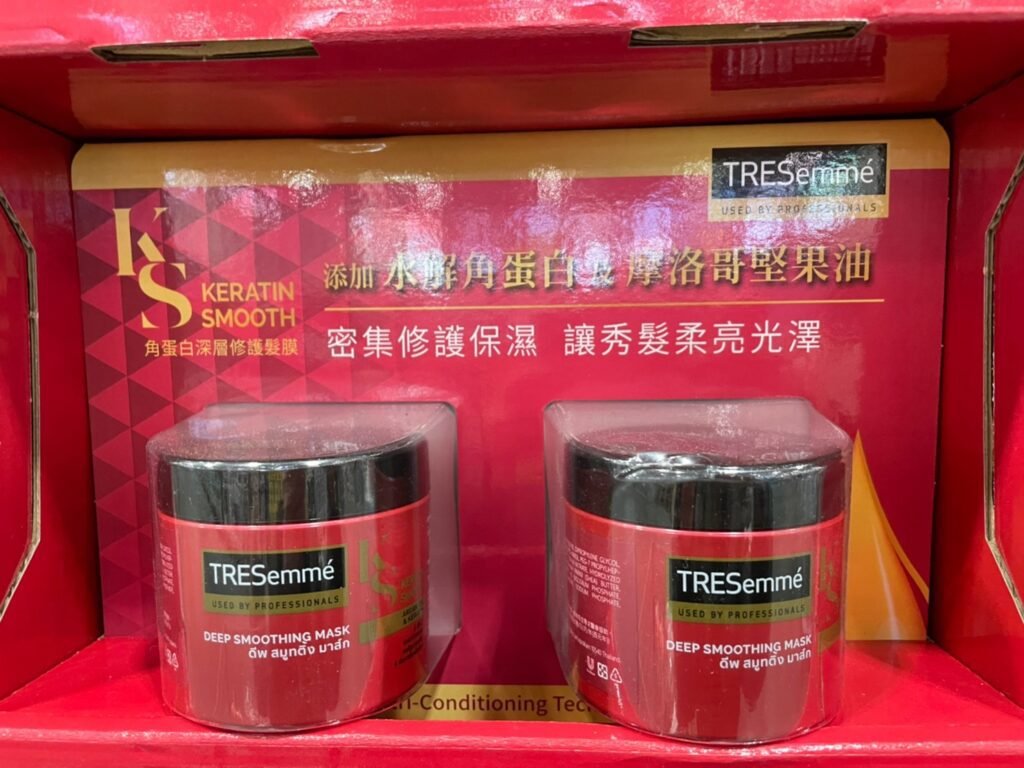 TRESemmé
USED BY PROFESSIONALS
KS
KERATIN
SMOOTH
角蛋白深層修護髮膜
添加 水解角蛋白 & 摩洛哥堅果油
密集修護保濕 讓秀髮柔亮光澤
TRESemmé
USED BY PROFESSIONALS
DEEP SMOOTHING MASK
ดีพ สมูทติ้ง มาส์ก
TRESemmé
USED BY PROFESSIONALS
DEEP SMOOTHING MASK
ดีพ สมูทติ้ง มาส์ก
-Conditioning